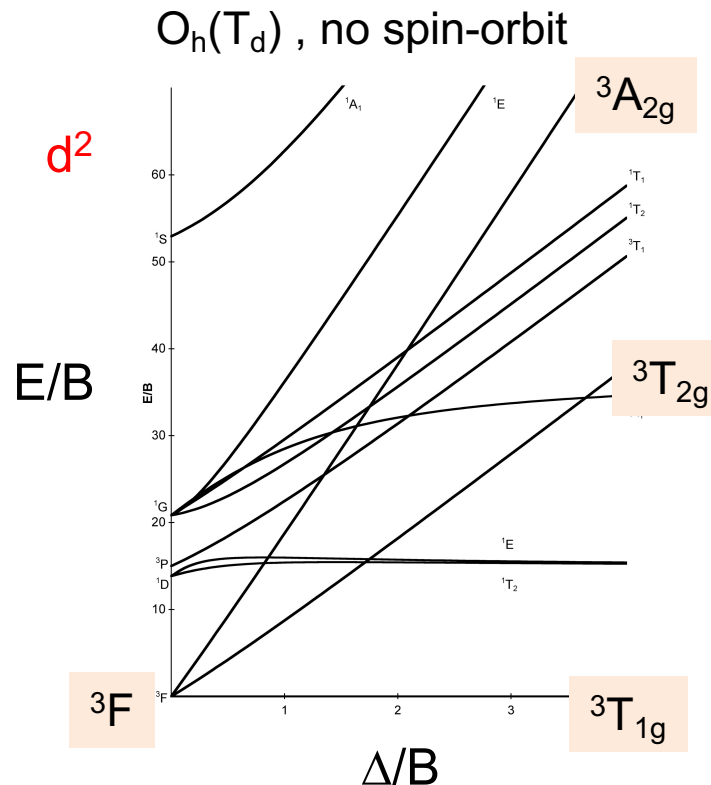 Oₕ(T_d) , no spin-orbit
³A₂g
¹A₁
¹E
d²
¹T₁
60
¹T₂
¹S
³T₁
50
40
E/B
E/B
³T₂g
30
¹G
20
¹E
³P
¹D
¹T₂
10
³F
³F
1
2
3
³T₁g
Δ/B